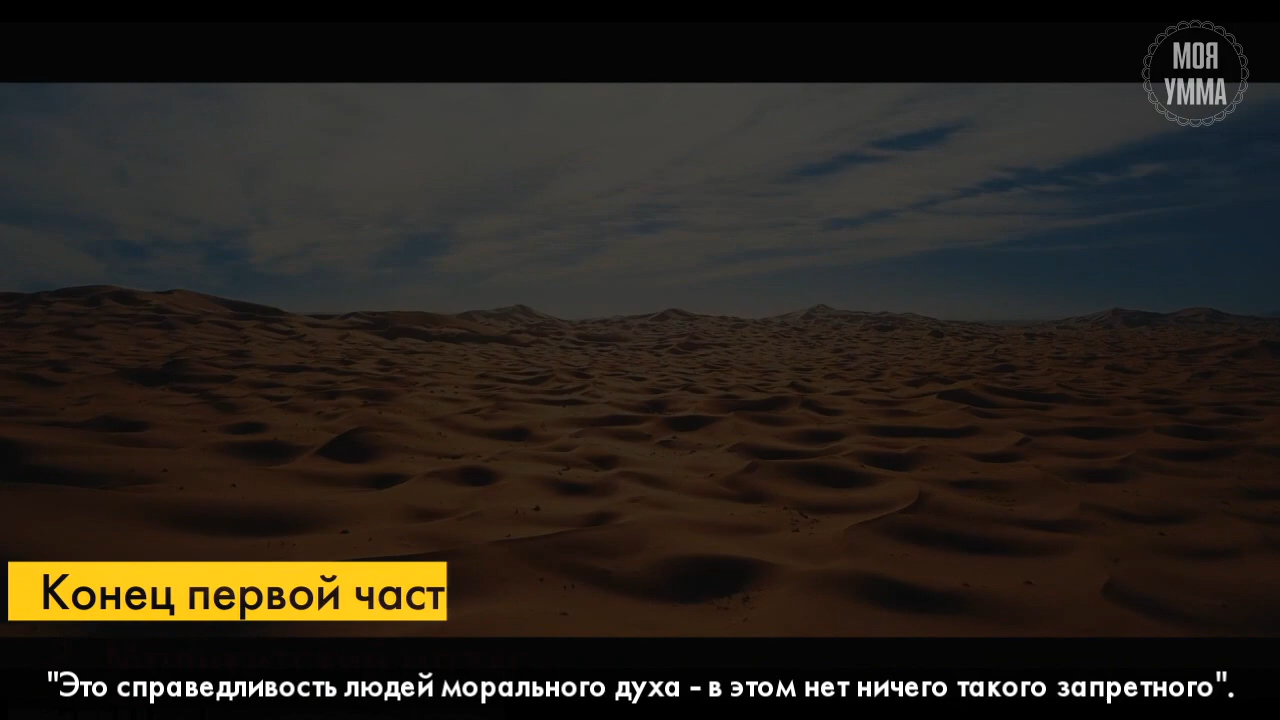 МОЯ
УММА
Конец первой част
"Это справедливость людей морального духа - в этом нет ничего такого запретного".